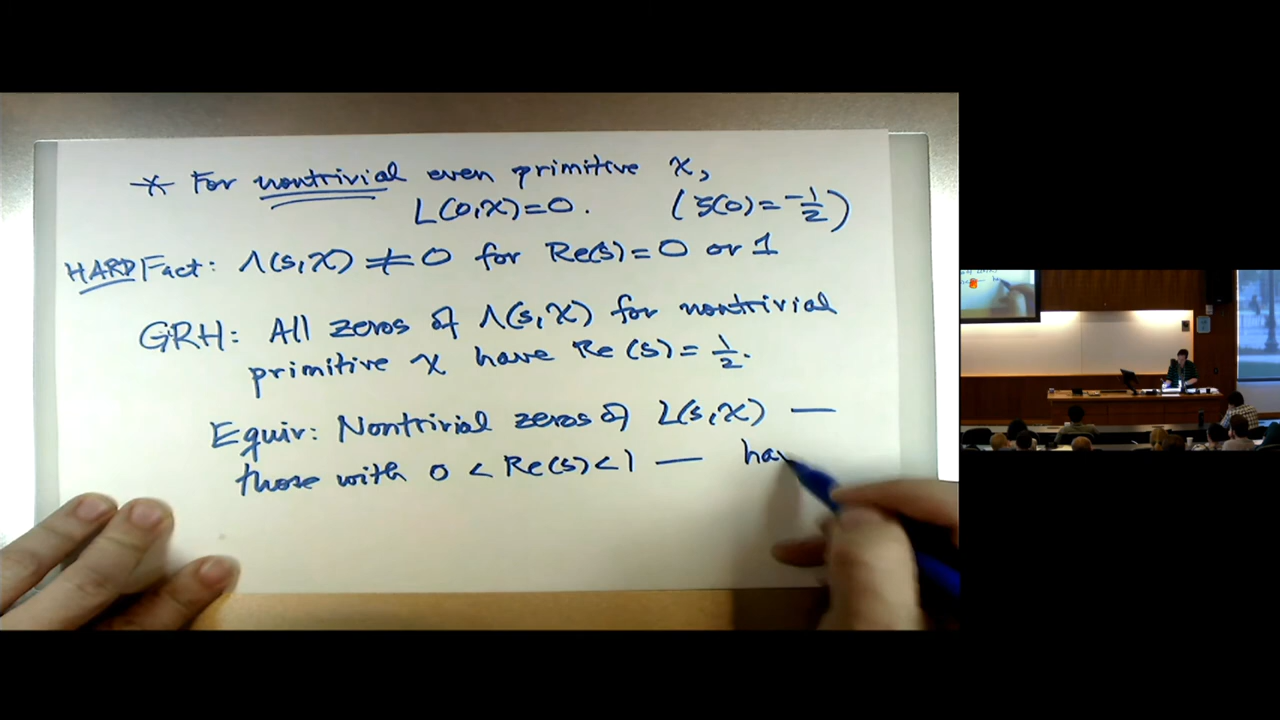 * For nontrivial even primitive χ,
L(0,χ)=0. (ζ(0)=-1/2)
HARD Fact: Λ(s,χ) ≠ 0 for Re(s)=0 or 1
GRH: All zeros of Λ(s,χ) for nontrivial
primitive χ have Re(s)=1/2.
Equiv: Nontrivial zeros of L(s,χ) —
those with 0 < Re(s) < 1 — hav